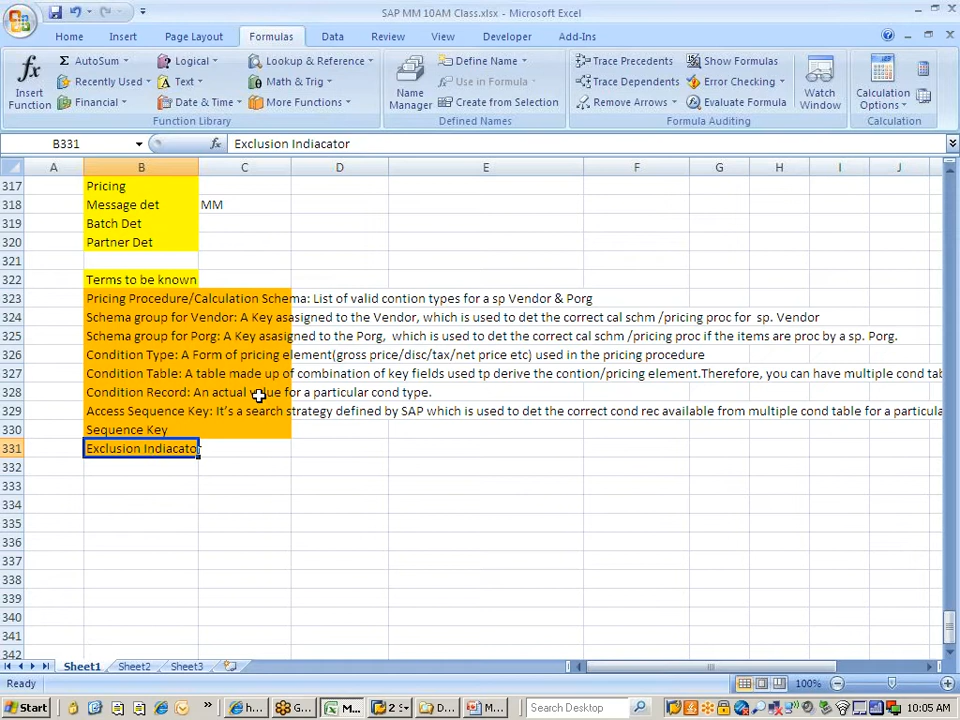 SAP MM 10AM Class.xlsx - Microsoft Excel
Home Insert Page Layout Formulas Data Review View Developer Add-Ins
fx Insert Function
AutoSum
Recently Used
Financial
Logical
Text
Date & Time
Lookup & Reference
Math & Trig
More Functions
Function Library
Name Manager
Define Name
Use in Formula
Create from Selection
Defined Names
Trace Precedents
Trace Dependents
Remove Arrows
Show Formulas
Error Checking
Evaluate Formula
Formula Auditing
Watch Window
Calculation Options
Calculation
B331 fx Exclusion Indiacator
A B C D E F G H I J
317 Pricing
318 Message det MM
319 Batch Det
320 Partner Det
321
322 Terms to be known
323 Pricing Procedure/Calculation Schema: List of valid contion types for a sp Vendor & Porg
324 Schema group for Vendor: A Key asasigned to the Vendor, which is used to det the correct cal schm /pricing proc for sp. Vendor
325 Schema group for Porg: A Key asasigned to the Porg, which is used to det the correct cal schm /pricing proc if the items are proc by a sp. Porg.
326 Condition Type: A Form of pricing element(gross price/disc/tax/net price etc) used in the pricing procedure
327 Condition Table: A table made up of combination of key fields used tp derive the contion/pricing element.Therefore, you can have multiple cond tab
328 Condition Record: An actual value for a particular cond type.
329 Access Sequence Key: It's a search strategy defined by SAP which is used to det the correct cond rec available from multiple cond table for a particula
330 Sequence Key
331 Exclusion Indiacato
332
333
334
335
336
337
338
339
340
341
342
Sheet1 Sheet2 Sheet3
Ready 100%
Start » h... G... M... 2 D... M... Search Desktop 10:05 AM